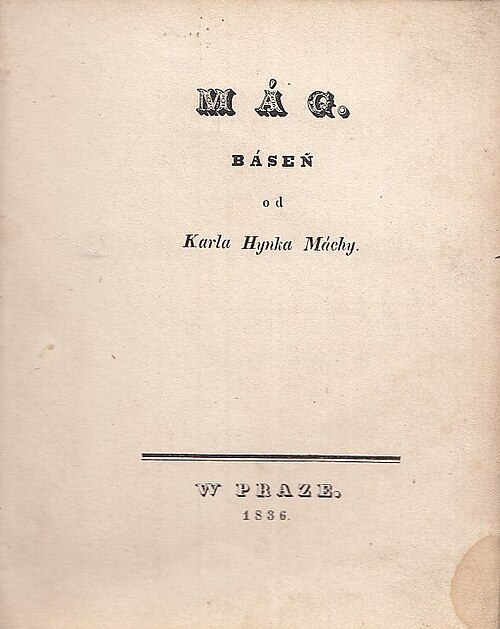 MÁG.
BÁSEŇ
od
Karla Hynka Máchy.
W PRAZE.
1836.